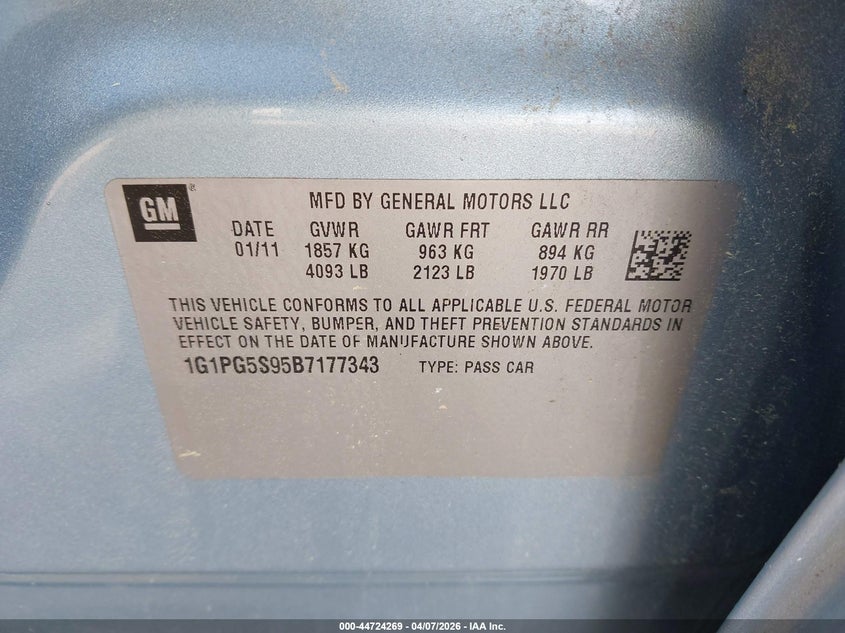 GM®
MFD BY GENERAL MOTORS LLC
DATE GVWR GAWR FRT GAWR RR
01/11 1857 KG 963 KG 894 KG
4093 LB 2123 LB 1970 LB
THIS VEHICLE CONFORMS TO ALL APPLICABLE U.S. FEDERAL MOTOR
VEHICLE SAFETY, BUMPER, AND THEFT PREVENTION STANDARDS IN
EFFECT ON THE DATE OF MANUFACTURE SHOWN ABOVE.
1G1PG5S95B7177343 TYPE: PASS CAR
000-44724269 - 04/07/2026 - IAA Inc.